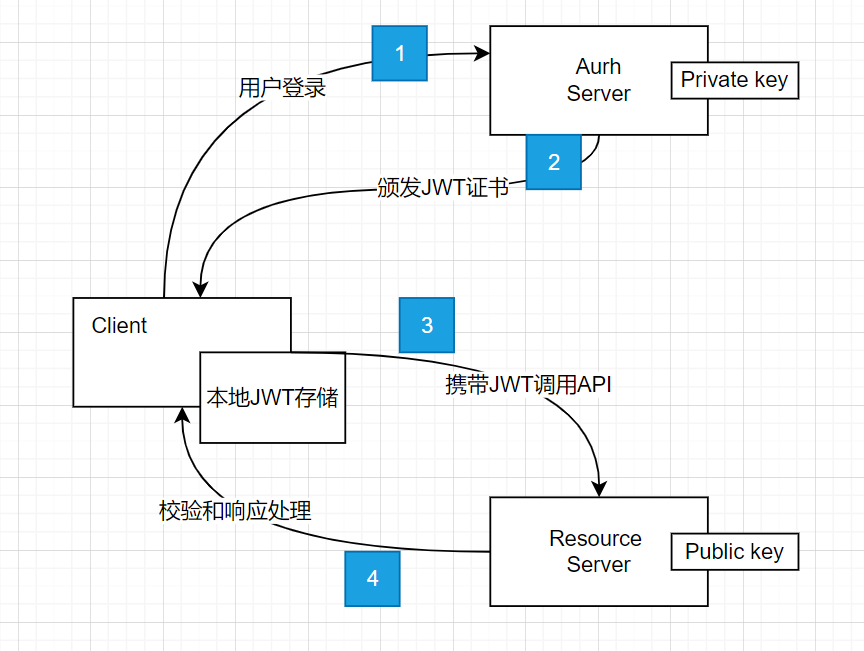 1
用户登录
Aurh
Server
Private key
2
颁发JWT证书
Client
本地JWT存储
3
携带JWT调用API
校验和响应处理
4
Resource
Server
Public key